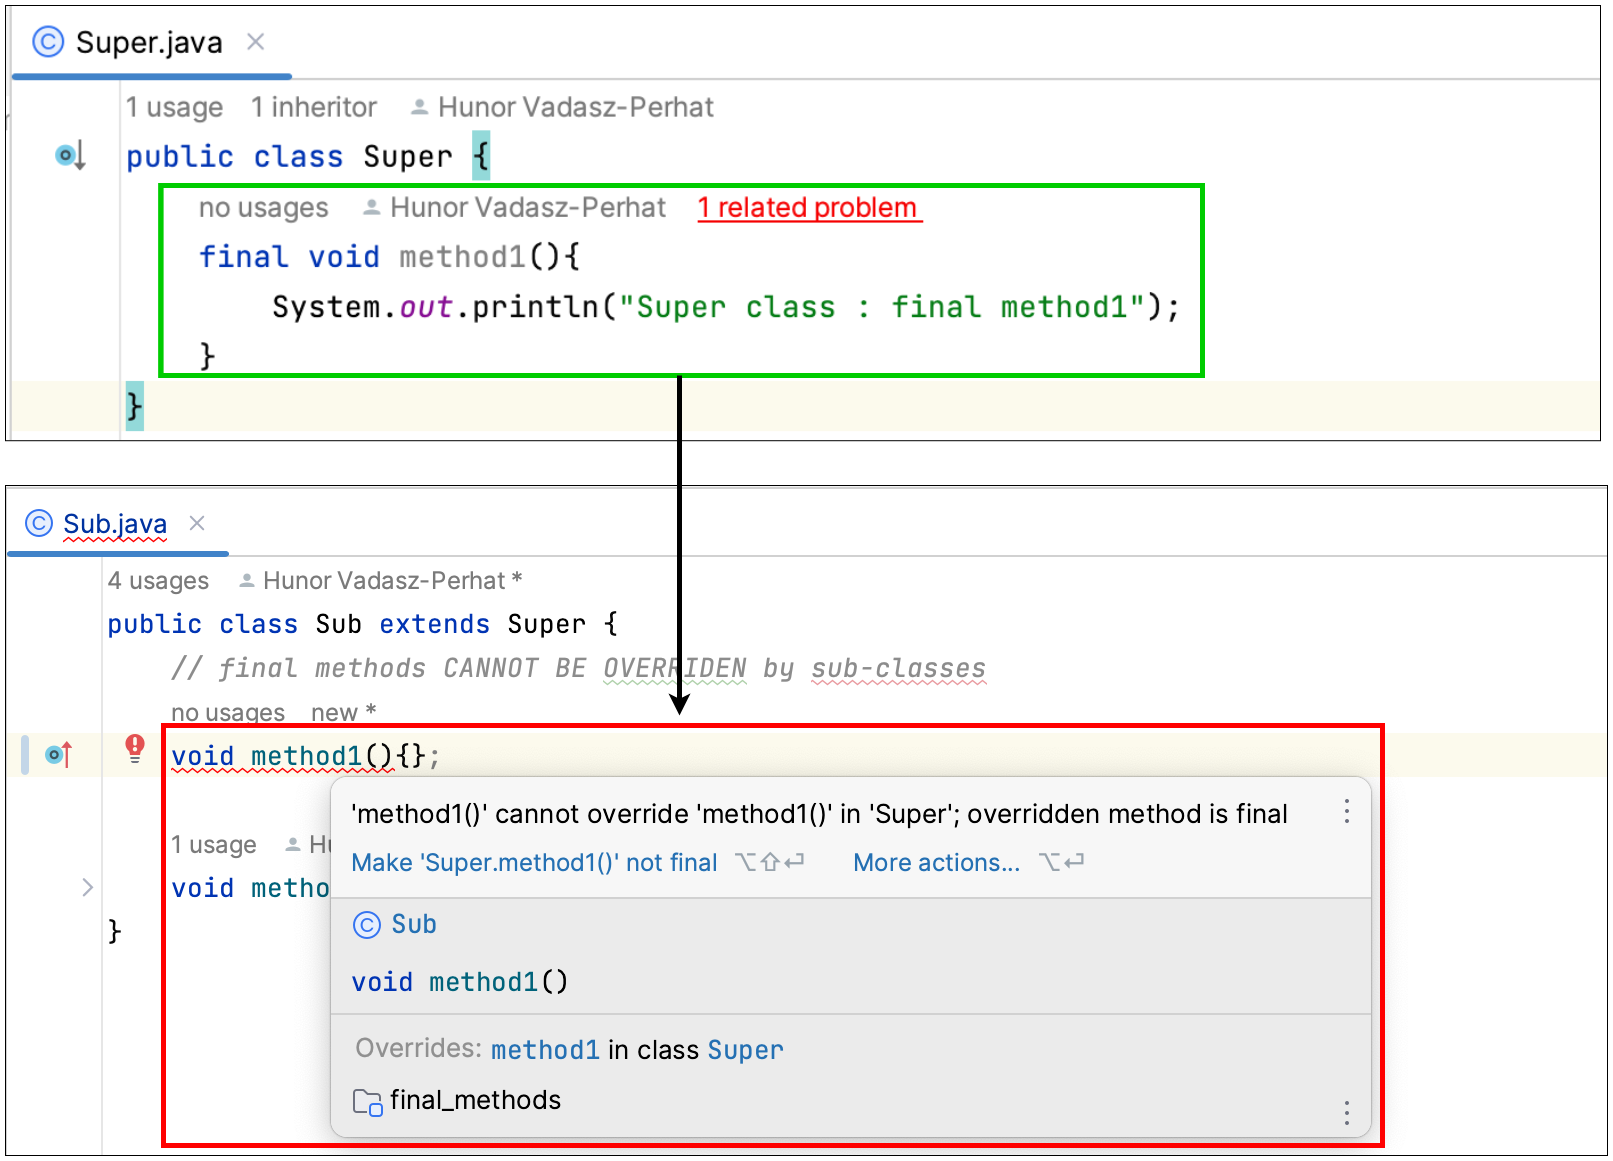 Super.java
1 usage 1 inheritor Hunor Vadasz-Perhat
public class Super {
no usages Hunor Vadasz-Perhat 1 related problem
final void method1(){
System.out.println("Super class : final method1");
}
}
Sub.java
4 usages Hunor Vadasz-Perhat *
public class Sub extends Super {
// final methods CANNOT BE OVERRIDEN by sub-classes
no usages new *
void method1(){};
'method1()' cannot override 'method1()' in 'Super'; overridden method is final
1 usage
Make 'Super.method1()' not final ⌥⇧⏎ More actions... ⌥⏎
void
}
Sub
void method1()
Overrides: method1 in class Super
final_methods